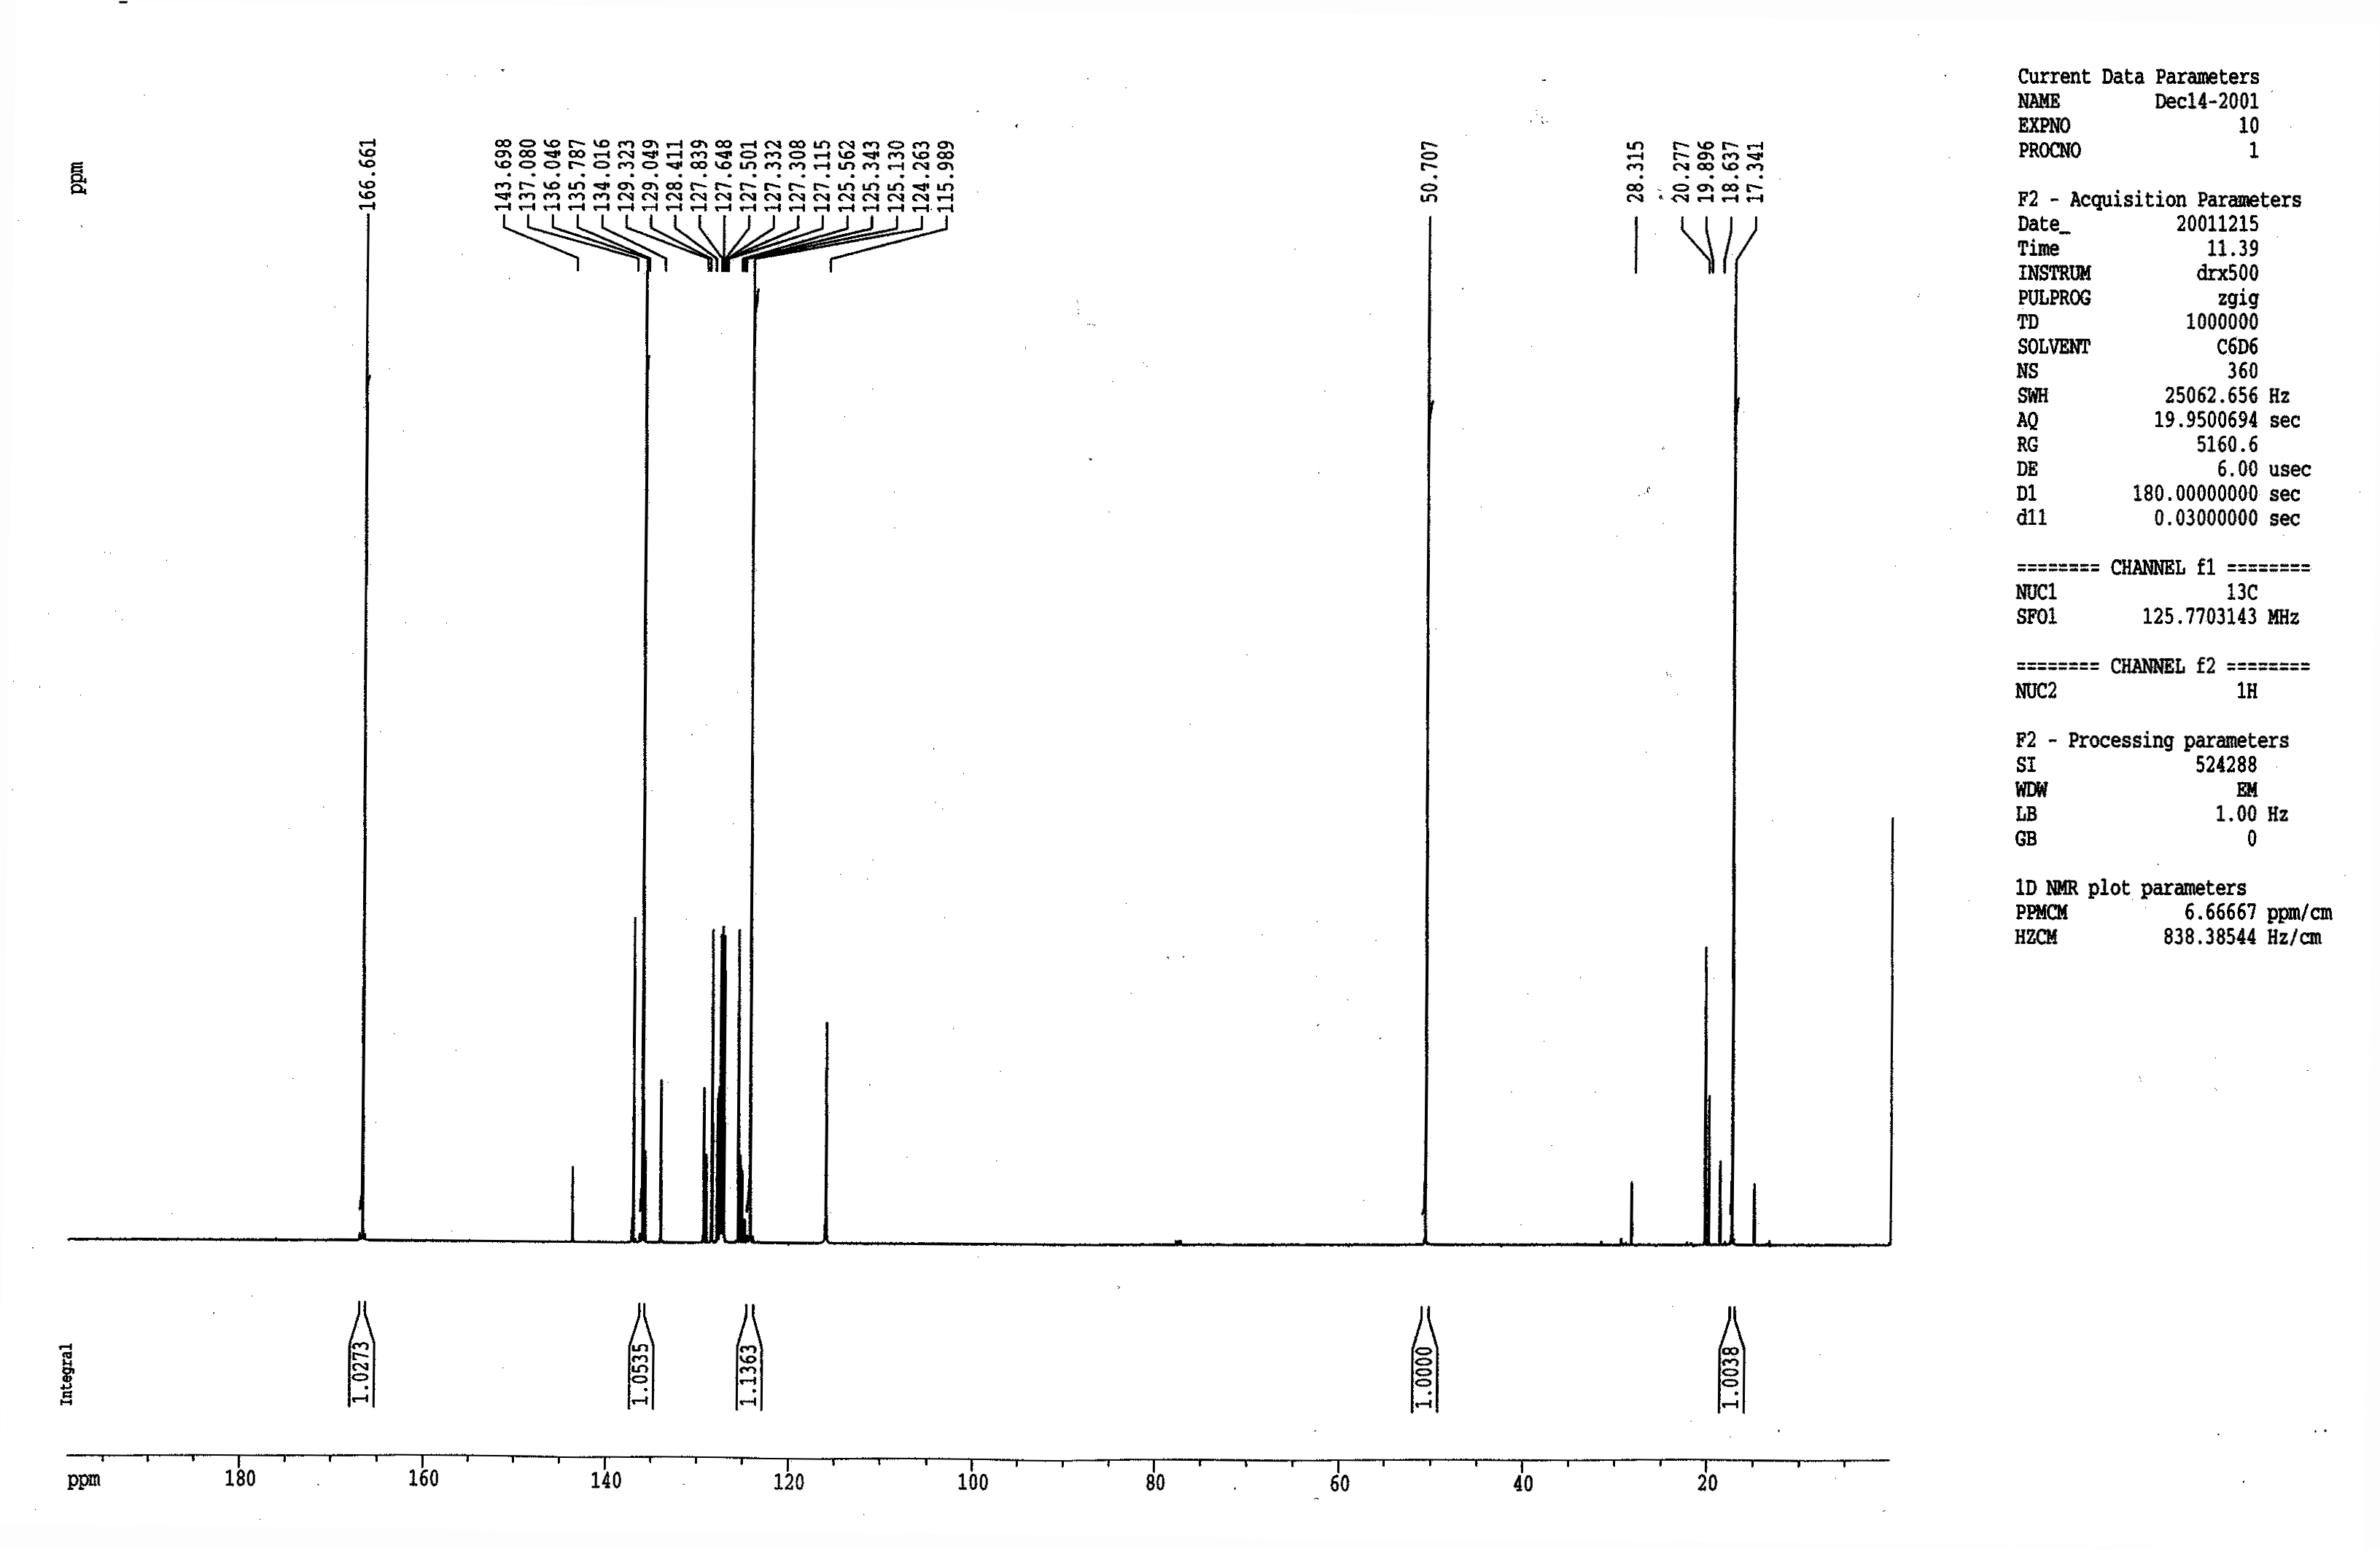 ppm
166.661
143.698
137.080
136.046
135.787
134.016
129.323
129.049
128.411
127.839
127.648
127.501
127.332
127.308
127.115
125.562
125.343
125.130
124.263
115.989
50.707
28.315
20.277
19.896
18.637
17.341
Current Data Parameters
NAME Dec14-2001
EXPNO 10
PROCNO 1
F2 - Acquisition Parameters
Date_ 20011215
Time 11.39
INSTRUM drx500
PULPROG zgig
TD 1000000
SOLVENT C6D6
NS 360
SWH 25062.656 Hz
AQ 19.9500694 sec
RG 5160.6
DE 6.00 usec
D1 180.00000000 sec
d11 0.03000000 sec
======== CHANNEL f1 ========
NUC1 13C
SFO1 125.7703143 MHz
======== CHANNEL f2 ========
NUC2 1H
F2 - Processing parameters
SI 524288
WDW EM
LB 1.00 Hz
GB 0
1D NMR plot parameters
PPMCM 6.66667 ppm/cm
HZCM 838.38544 Hz/cm
Integral
1.0273
1.0535
1.1363
1.0000
1.0038
ppm 180 160 140 120 100 80 60 40 20